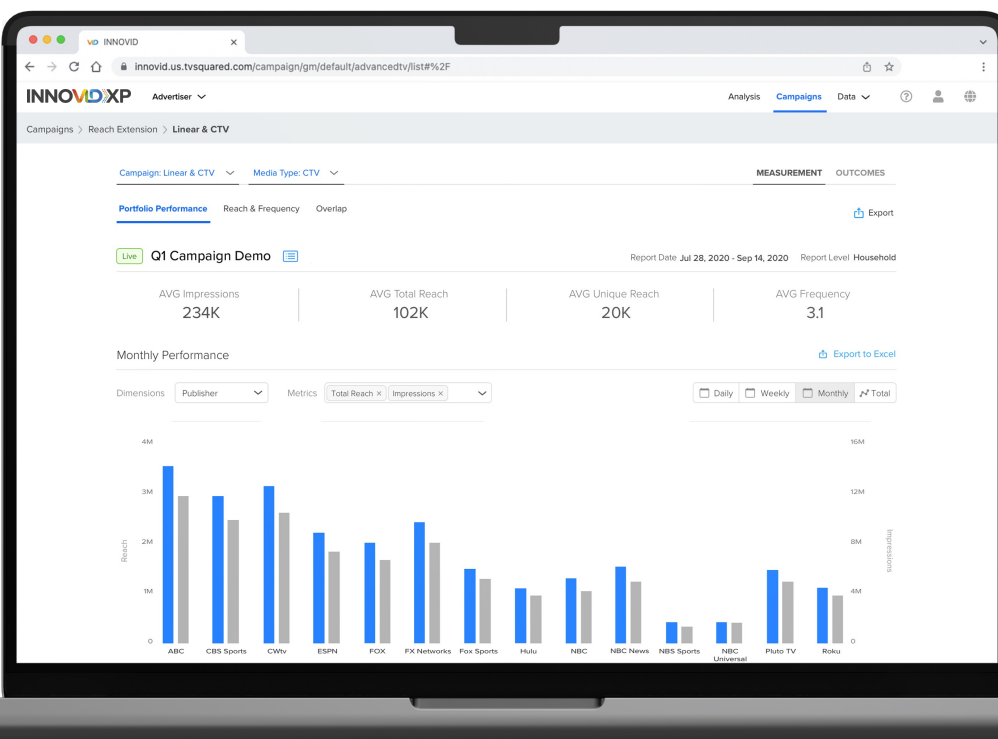 VID INNOVID ×
innovid.us.tvsquared.com/campaign/gm/default/advancedtv/list#%2F
INNOVIDXP Advertiser Analysis Campaigns Data ?
Campaigns > Reach Extension > Linear & CTV
Campaign: Linear & CTV Media Type: CTV MEASUREMENT OUTCOMES
Portfolio Performance Reach & Frequency Overlap Export
Live Q1 Campaign Demo Report Date Jul 28, 2020 - Sep 14, 2020 Report Level Household
AVG Impressions AVG Total Reach AVG Unique Reach AVG Frequency
234K 102K 20K 3.1
Monthly Performance Export to Excel
Dimensions Publisher Metrics Total Reach × Impressions × Daily Weekly Monthly Total
4M 16M
3M 12M
Reach 2M 8M Impressions
1M 4M
0 0
ABC CBS Sports CWtv ESPN FOX FX Networks Fox Sports Hulu NBC NBC News NBS Sports NBC Universal Pluto TV Roku